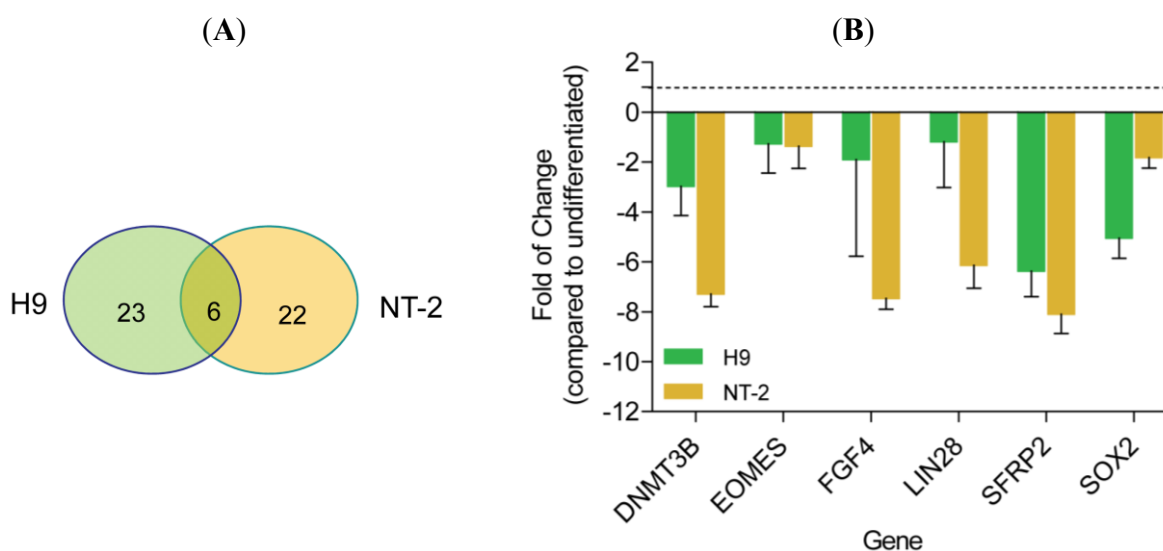 (A)
(B)
H9
23
6
22
NT-2
Fold of Change
(compared to undifferentiated)
2
0
-2
-4
-6
-8
-10
-12
H9
NT-2
DNMT3B
EOMES
FGF4
LIN28
SFRP2
SOX2
Gene